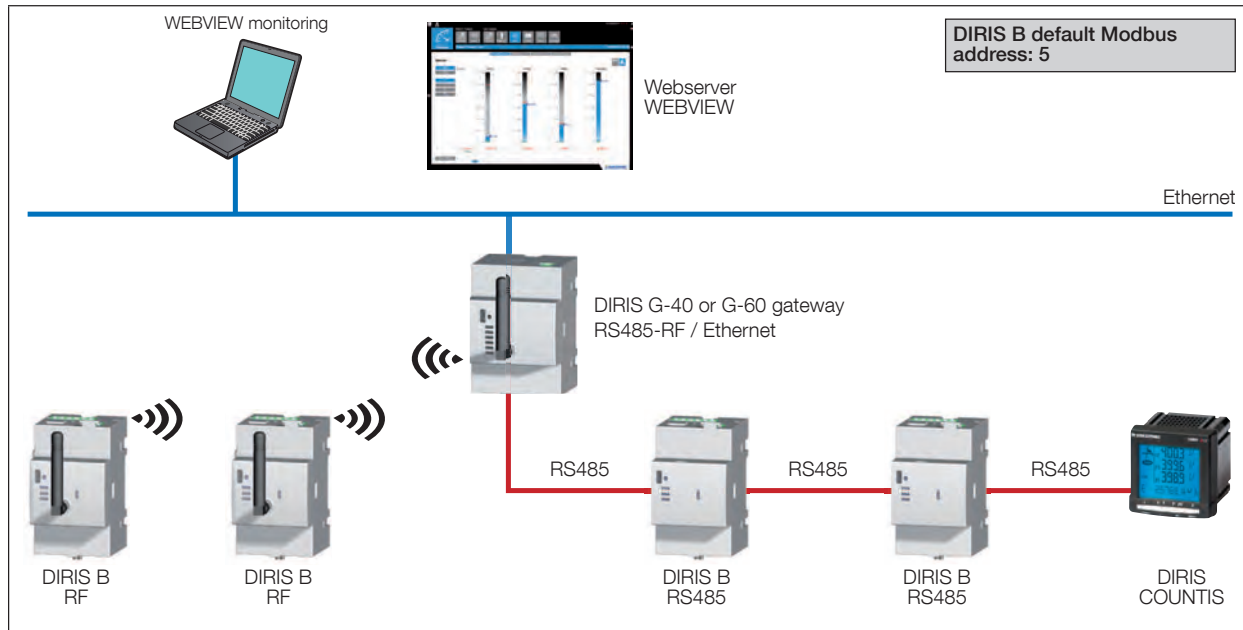 WEBVIEW monitoring
DIRIS B default Modbus
address: 5
Webserver
WEBVIEW
Ethernet
DIRIS G-40 or G-60 gateway
RS485-RF / Ethernet
RS485
RS485
RS485
DIRIS B
RF
DIRIS B
RF
DIRIS B
RS485
DIRIS B
RS485
DIRIS
COUNTIS